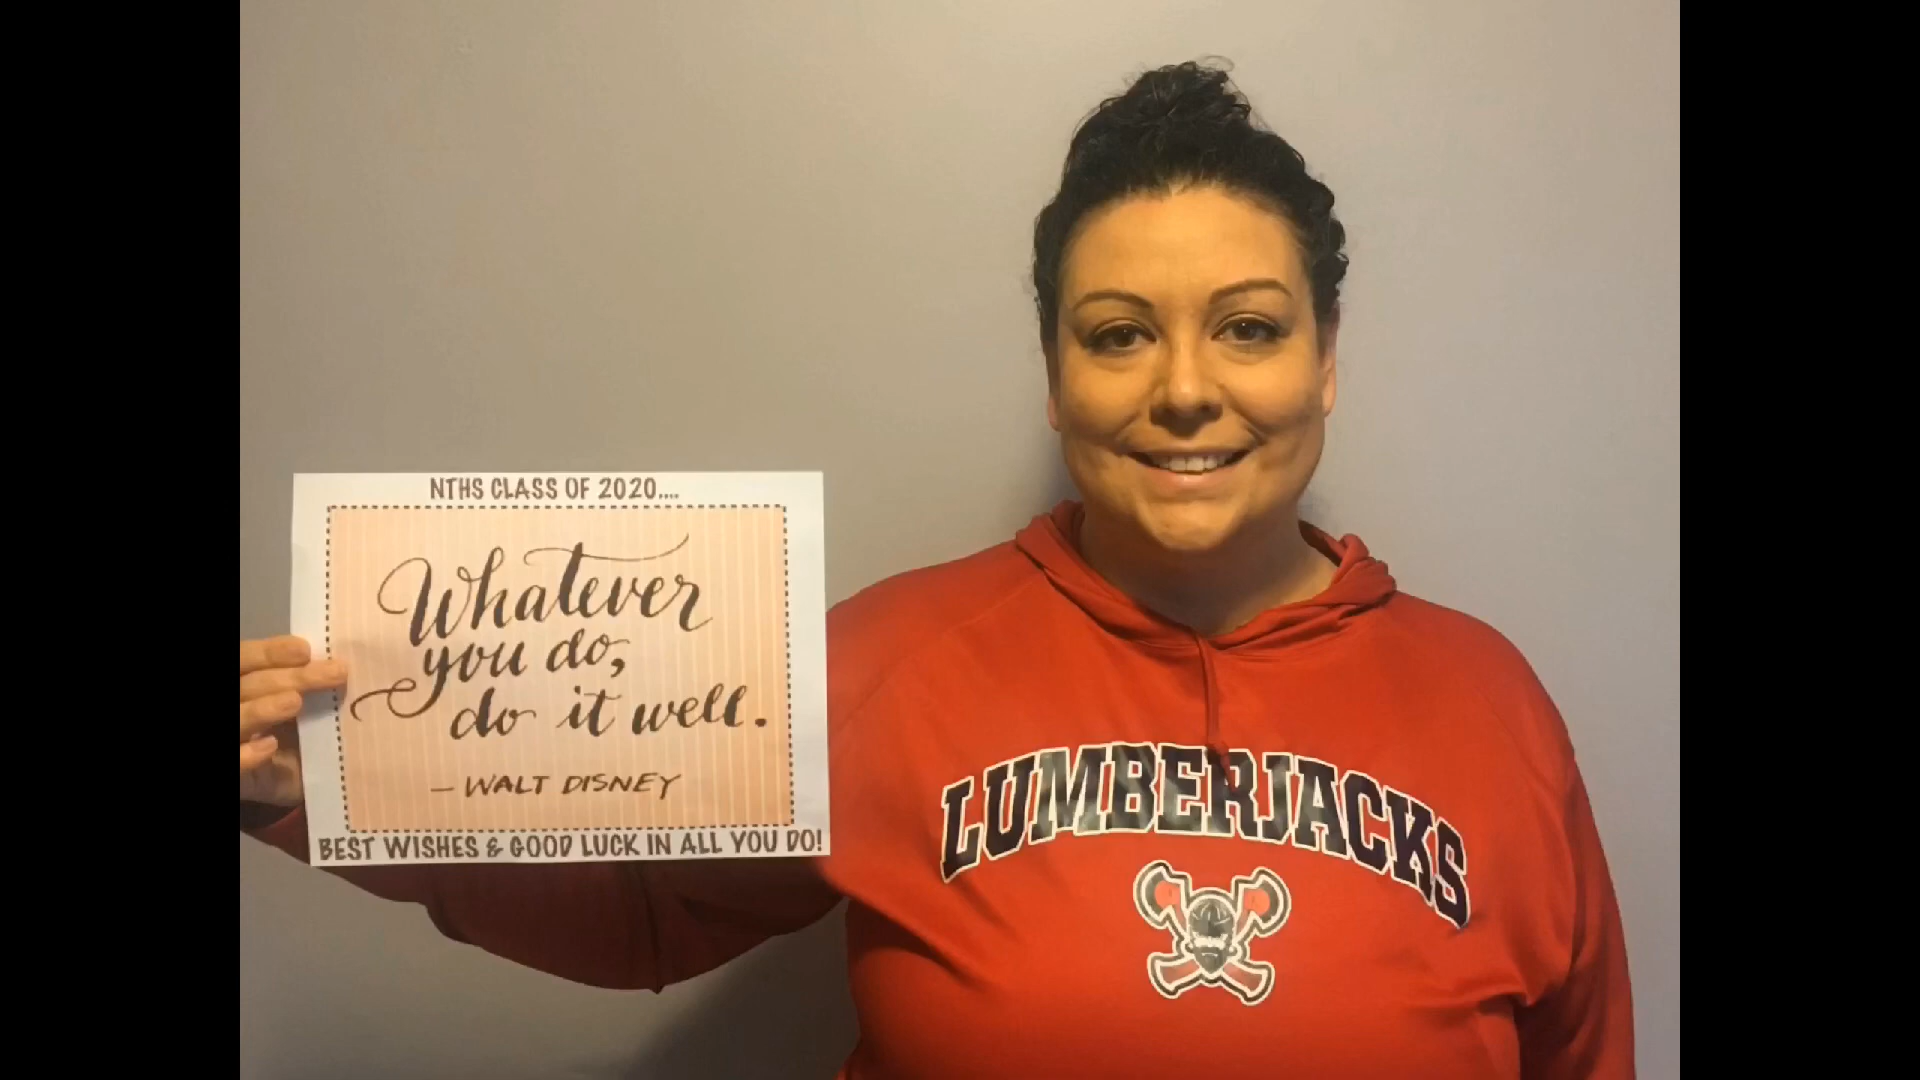 NTHS CLASS OF 2020....
Whatever
you do,
do it well.
– WALT DISNEY
BEST WISHES & GOOD LUCK IN ALL YOU DO!
LUMBERJACKS